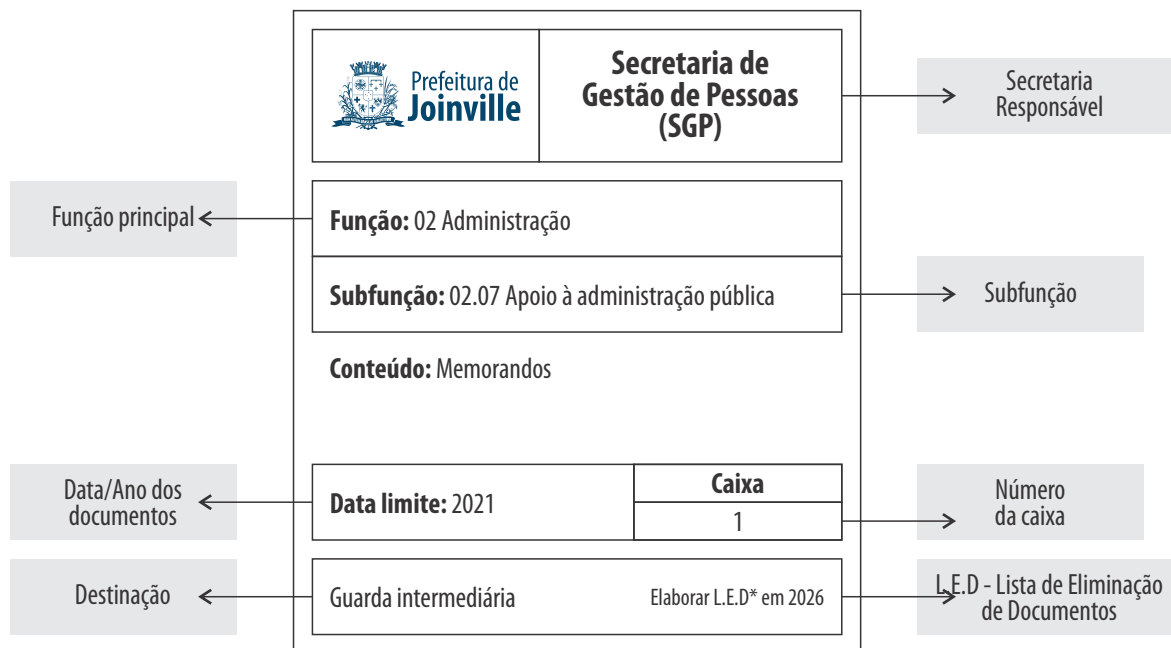 Prefeitura de
Joinville
Secretaria de
Gestão de Pessoas
(SGP)
Secretaria
Responsável
Função principal
Função: 02 Administração
Subfunção: 02.07 Apoio à administração pública
Subfunção
Conteúdo: Memorandos
Data/Ano dos
documentos
Data limite: 2021
Caixa
1
Número
da caixa
Destinação
Guarda intermediária
Elaborar L.E.D* em 2026
L.E.D - Lista de Eliminação
de Documentos